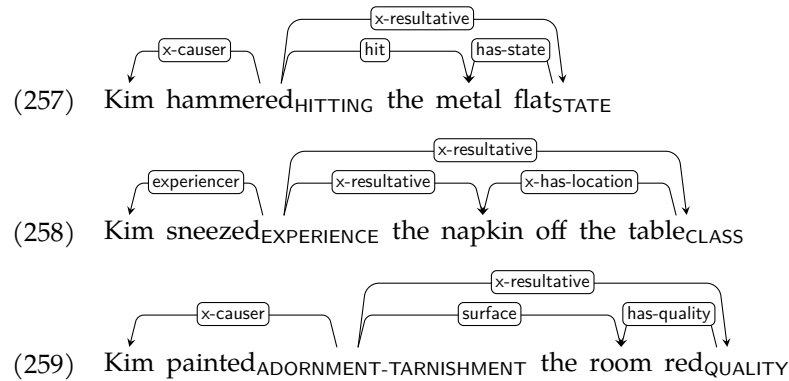 x-resultative
x-causer hit has-state
(257) Kim hammeredHITTING the metal flatSTATE
x-resultative
experiencer x-resultative x-has-location
(258) Kim sneezedEXPERIENCE the napkin off the tableCLASS
x-resultative
x-causer surface has-quality
(259) Kim paintedADORNMENT-TARNISHMENT the room redQUALITY